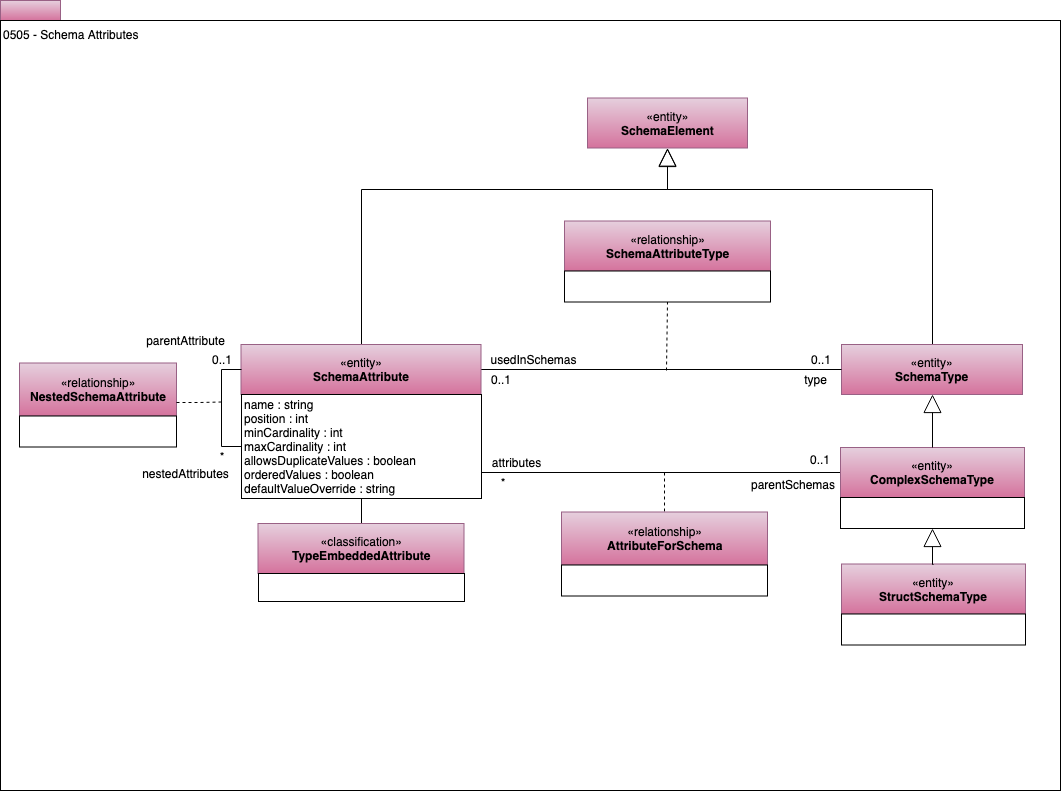 0505 - Schema Attributes
«entity»
SchemaElement
«relationship»
SchemaAttributeType
parentAttribute
0..1
«relationship»
NestedSchemaAttribute
*
nestedAttributes
«entity»
SchemaAttribute
name : string
position : int
minCardinality : int
maxCardinality : int
allowsDuplicateValues : boolean
orderedValues : boolean
defaultValueOverride : string
usedInSchemas
0..1
0..1
type
«entity»
SchemaType
attributes
*
0..1
parentSchemas
«entity»
ComplexSchemaType
«classification»
TypeEmbeddedAttribute
«relationship»
AttributeForSchema
«entity»
StructSchemaType